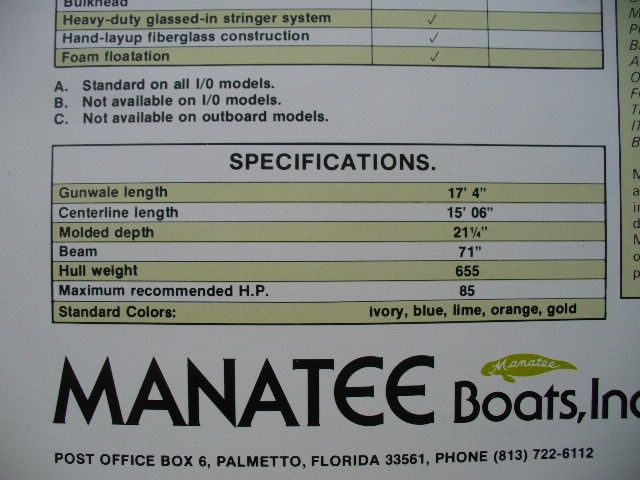 Bulkhead
Heavy-duty glassed-in stringer system ✓
Hand-layup fiberglass construction ✓
Foam floatation ✓
A. Standard on all I/0 models.
B. Not available on I/0 models.
C. Not available on outboard models.
SPECIFICATIONS.
Gunwale length 17' 4"
Centerline length 15' 06"
Molded depth 21¼"
Beam 71"
Hull weight 655
Maximum recommended H.P. 85
Standard Colors: ivory, blue, lime, orange, gold
MANATEE Boats, Inc
Manatee
POST OFFICE BOX 6, PALMETTO, FLORIDA 33561, PHONE (813) 722-6112